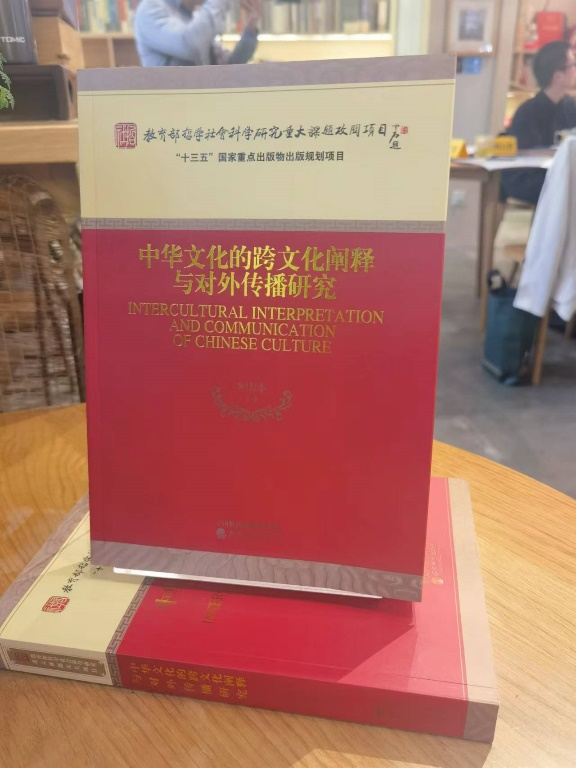 教育部哲学社会科学研究重大课题攻关项目
“十三五”国家重点出版物出版规划项目
中华文化的跨文化阐释
与对外传播研究
INTERCULTURAL INTERPRETATION
AND COMMUNICATION
OF CHINESE CULTURE
教育部哲
中华文化的跨文化阐释
与对外传播研究